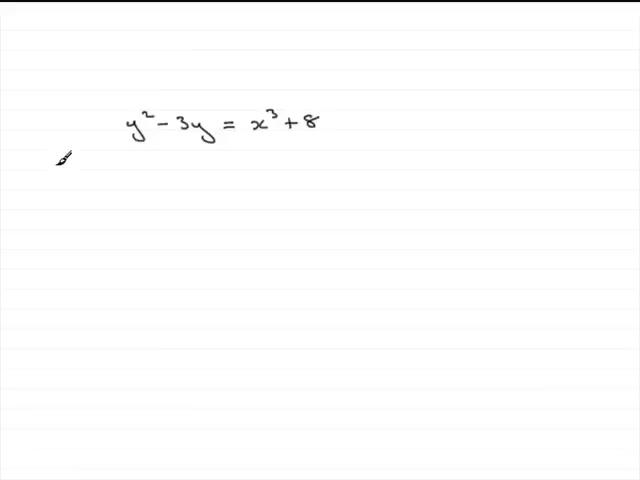 y² - 3y = x³ + 8